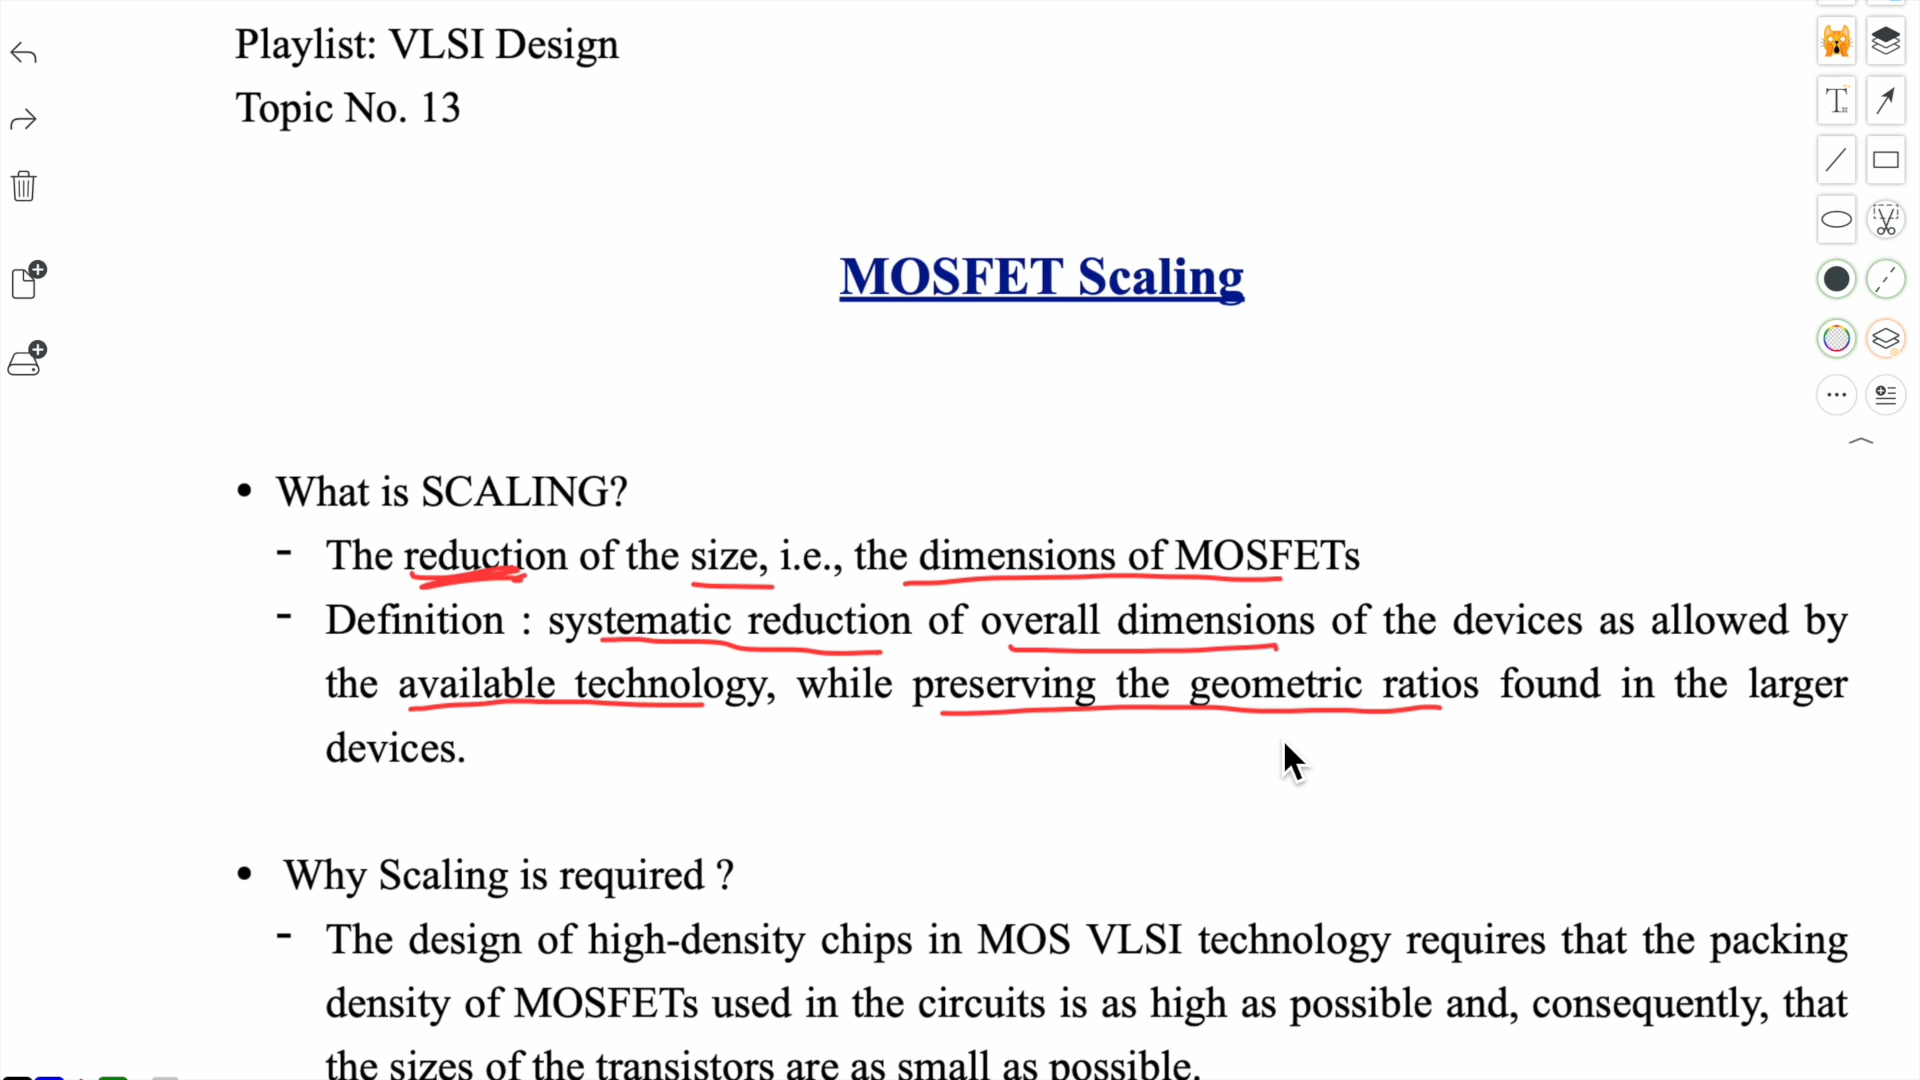 Playlist: VLSI Design
Topic No. 13
MOSFET Scaling
• What is SCALING?
- The reduction of the size, i.e., the dimensions of MOSFETs
- Definition : systematic reduction of overall dimensions of the devices as allowed by
the available technology, while preserving the geometric ratios found in the larger
devices.
• Why Scaling is required ?
- The design of high-density chips in MOS VLSI technology requires that the packing
density of MOSFETs used in the circuits is as high as possible and, consequently, that
the sizes of the transistors are as small as possible.